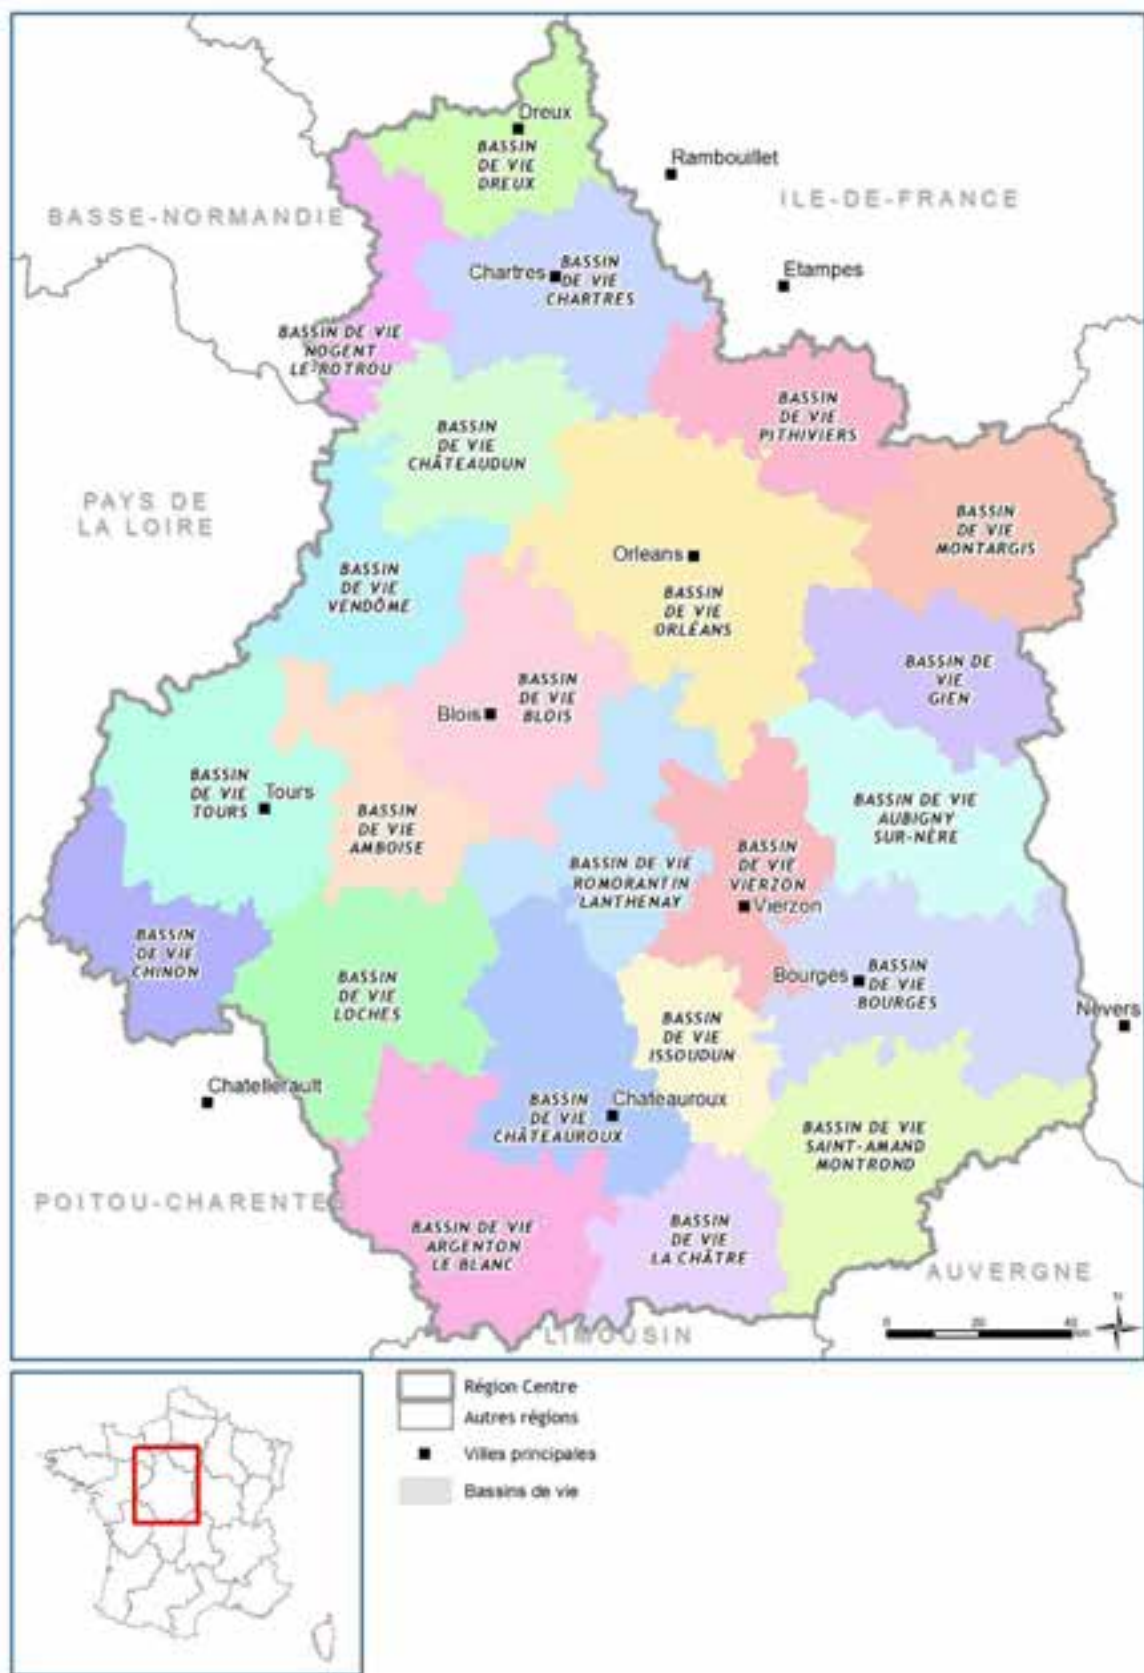 Dreux
BASSIN
DE VIE
DREUX
Rambouillet
BASSE-NORMANDIE
ILE-DE-FRANCE
Chartres
BASSIN
DE VIE
CHARTRES
Etampes
BASSIN DE VIE
NOGENT
LE-ROTROU
BASSIN
DE VIE
PITHIVIERS
BASSIN
DE VIE
CHÂTEAUDUN
PAYS DE
LA LOIRE
BASSIN
DE VIE
MONTARGIS
Orleans
BASSIN
DE VIE
ORLÉANS
BASSIN
DE VIE
VENDÔME
BASSIN DE
VIE
GIEN
Blois
BASSIN
DE VIE
BLOIS
BASSIN
DE VIE
TOURS
Tours
BASSIN
DE VIE
AMBOISE
BASSIN DE VIE
AUBIGNY
SUR-NÈRE
BASSIN DE VIE
ROMORANTIN
LANTHENAY
BASSIN
DE VIE
VIERZON
Vierzon
BASSIN
DE VIE
CHINON
BASSIN
DE VIE
LOCHES
Bourges
BASSIN
DE VIE
BOURGES
Nevers
BASSIN
DE VIE
ISSOUDUN
Chatellerault
BASSIN
DE VIE
CHÂTEAUROUX
Chateauroux
BASSIN DE VIE
SAINT-AMAND
MONTROND
POITOU-CHARENTES
BASSIN DE VIE
ARGENTON
LE BLANC
BASSIN
DE VIE
LA CHÂTRE
AUVERGNE
LIMOUSIN
0 20 40
N
Région Centre
Autres régions
Villes principales
Bassins de vie